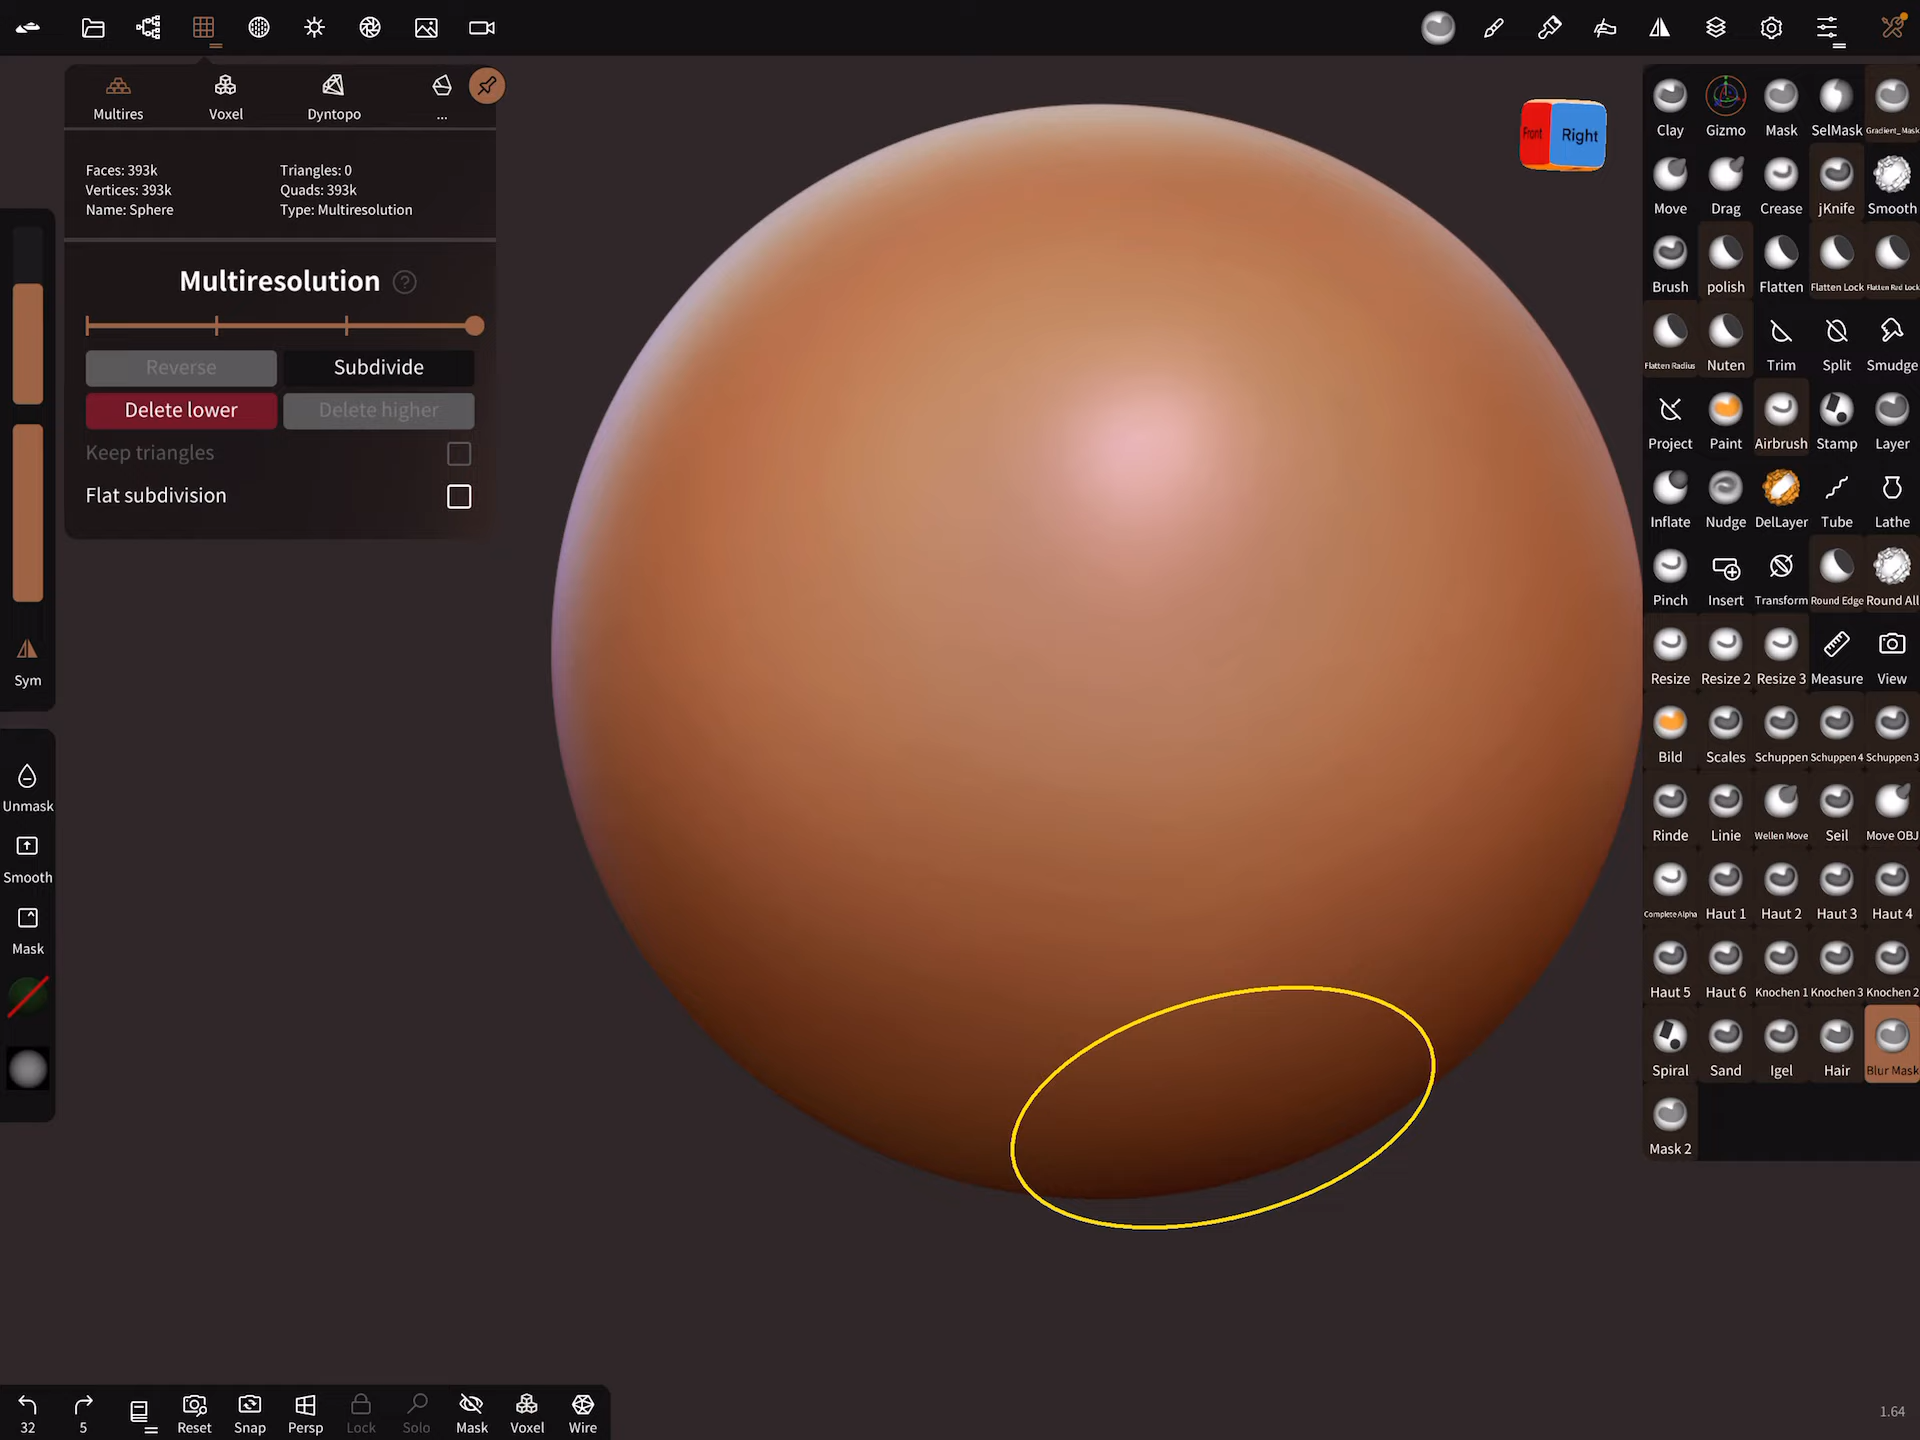 Multires Voxel Dyntopo ...
Faces: 393k Triangles: 0
Vertices: 393k Quads: 393k
Name: Sphere Type: Multiresolution
Multiresolution ?
Reverse Subdivide
Delete lower Delete higher
Keep triangles
Flat subdivision
Sym
Unmask
Smooth
Mask
Front Right
Clay Gizmo Mask SelMask Gradient_Mask
Move Drag Crease jKnife Smooth
Brush polish Flatten Flatten Lock Flatten Rad Lock
Flatten Radius Nuten Trim Split Smudge
Project Paint Airbrush Stamp Layer
Inflate Nudge DelLayer Tube Lathe
Pinch Insert Transform Round Edge Round All
Resize Resize 2 Resize 3 Measure View
Bild Scales Schuppen Schuppen 4 Schuppen 3
Rinde Linie Wellen Move Seil Move OBJ
Complete Alpha Haut 1 Haut 2 Haut 3 Haut 4
Haut 5 Haut 6 Knochen 1 Knochen 3 Knochen 2
Spiral Sand Igel Hair Blur Mask
Mask 2
32 5 Reset Snap Persp Lock Solo Mask Voxel Wire
1.64